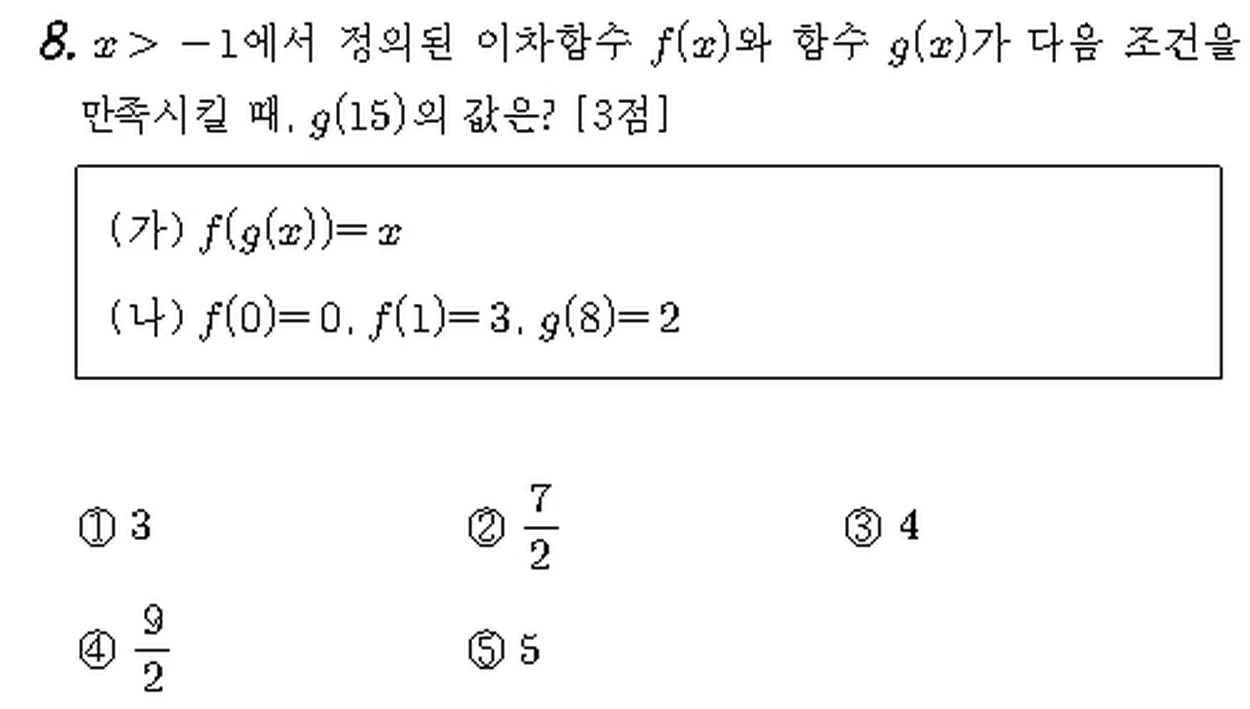 8. x > −1에서 정의된 이차함수 f(x)와 함수 g(x)가 다음 조건을
만족시킬 때, g(15)의 값은? [3점]
(가) f(g(x))= x
(나) f(0)= 0, f(1)= 3, g(8)= 2
① 3 ② 7/2 ③ 4
④ 9/2 ⑤ 5